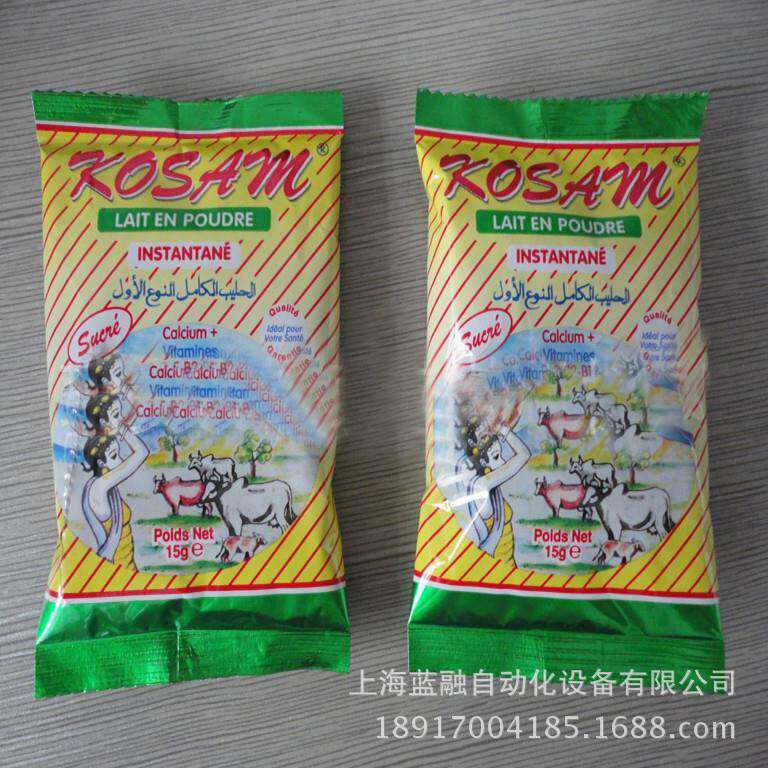 KOSAM®
LAIT EN POUDRE
INSTANTANÉ
الحليب الكامل النوع الأول
Sucré
Calcium +
Vitamines
Qualité
Idéal pour
Votre Santé
Garantie
Poids Net
15g e
KOSAM®
LAIT EN POUDRE
INSTANTANÉ
الحليب الكامل النوع الأول
Sucré
Calcium +
Vitamines
Qualité
Idéal pour
Votre Santé
Poids Net
15g e
上海蓝融自动化设备有限公司
18917004185.1688.com